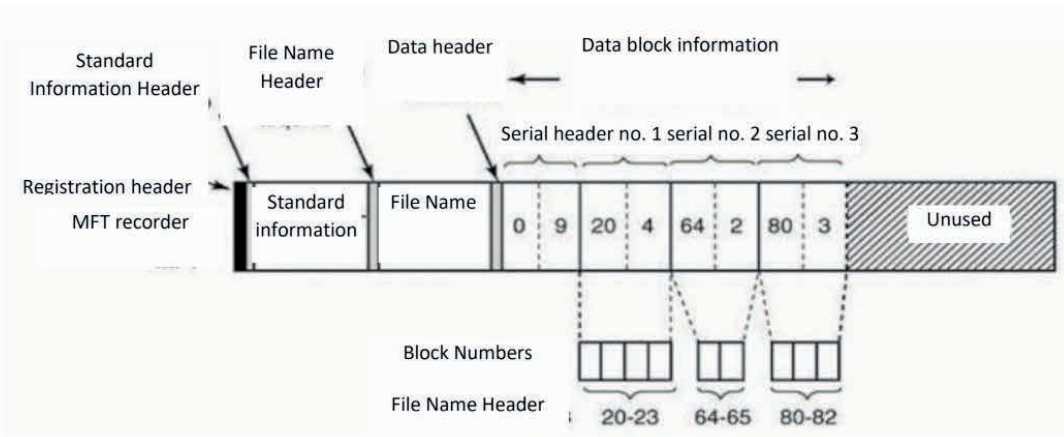 Standard
Information Header
File Name
Header
Data header
Data block information
Serial header no. 1 serial no. 2 serial no. 3
Registration header
MFT recorder
Standard
information
File Name
0 9 20 4 64 2 80 3
Unused
Block Numbers
File Name Header
20-23 64-65 80-82